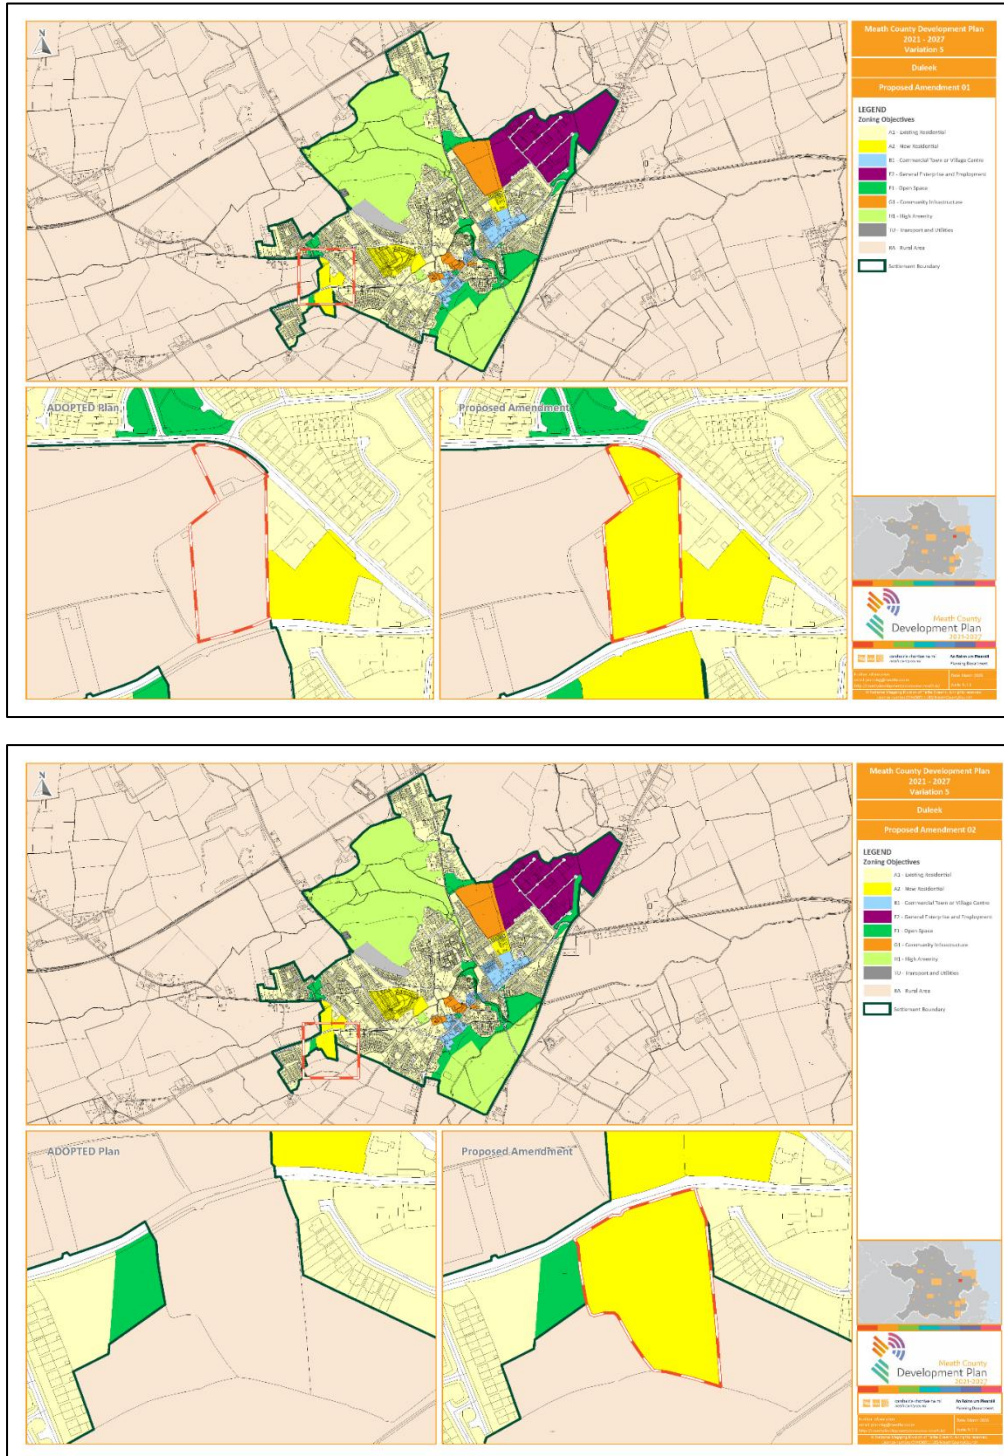 N
Meath County Development Plan
2021 - 2027
Variation 5
Duleek
Proposed Amendment 01
LEGEND
Zoning Objectives
A1 - Existing Residential
A2 - New Residential
B1 - Commercial Town or Village Centre
E2 - General Enterprise and Employment
F1 - Open Space
G1 - Community Infrastructure
H1 - High Amenity
TU - Transport and Utilities
RA - Rural Area
Settlement Boundary
ADOPTED Plan
Proposed Amendment
Meath County
Development Plan
2021-2027
Planning Department
N
Meath County Development Plan
2021 - 2027
Variation 5
Duleek
Proposed Amendment 02
LEGEND
Zoning Objectives
A1 - Existing Residential
A2 - New Residential
B1 - Commercial Town or Village Centre
E2 - General Enterprise and Employment
F1 - Open Space
G1 - Community Infrastructure
H1 - High Amenity
TU - Transport and Utilities
RA - Rural Area
Settlement Boundary
ADOPTED Plan
Proposed Amendment
Meath County
Development Plan
2021-2027
Planning Department